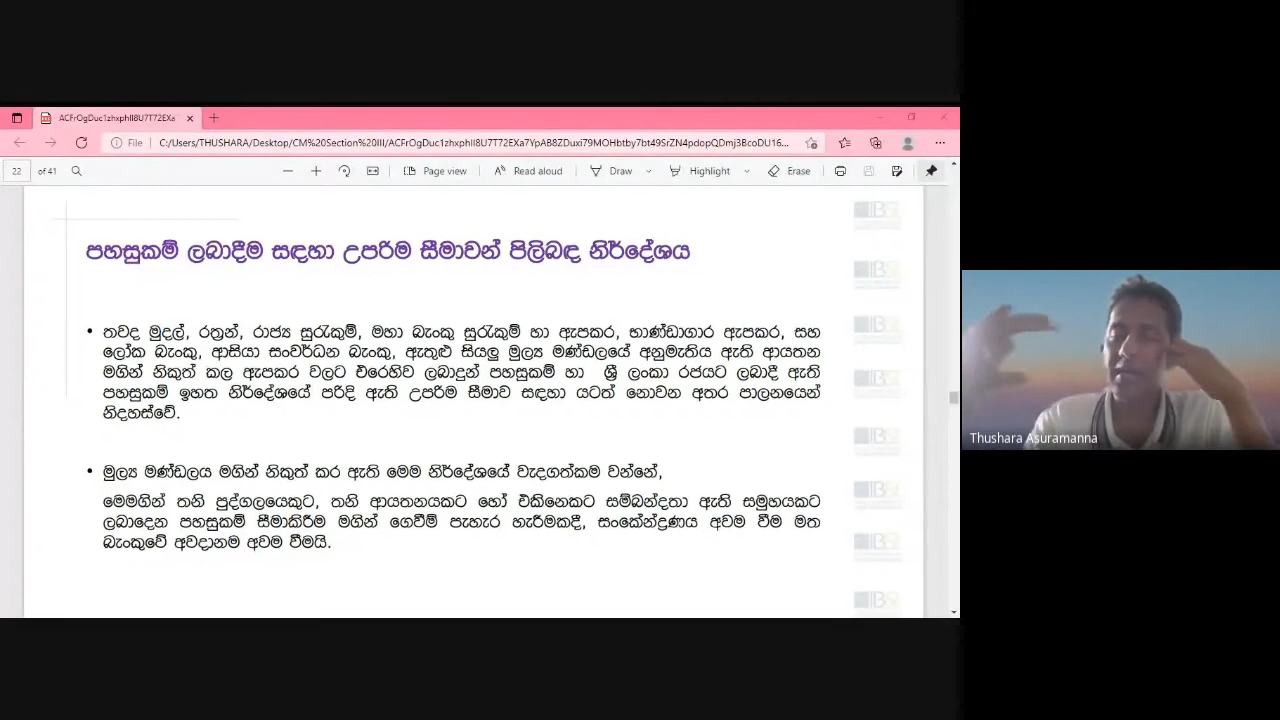 ACFrOgDuc1zhxphlI8U7T72EXa
File
C:/Users/THUSHARA/Desktop/CM%20Section%20III/ACFrOgDuc1zhxphlI8U7T72EXa7YpAB8ZDuxi79MOHbtby7bt49SrZN4pdopQDmj3BcoDU16...
22 of 41
Page view
Read aloud
Draw
Highlight
Erase
පහසුකම් ලබාදීම සඳහා උපරිම සීමාවන් පිලිබඳ නිර්දේශය
• තවද මුදල්, රත්‍රන්, රාජ්‍ය සුරැකුම්, මහා බැංකු සුරැකුම් හා ඇපකර, භාණ්ඩාගාර ඇපකර, සහ
ලෝක බැංකු, ආසියා සංවර්ධන බැංකු, ඇතුළු සියලු මුල්‍ය මණ්ඩලයේ අනුමැතිය ඇති ආයතන
මගින් නිකුත් කල ඇපකර වලට එරෙහිව ලබාදුන් පහසුකම් හා ශ්‍රී ලංකා රජයට ලබාදී ඇති
පහසුකම් ඉහත නිර්දේශයේ පරිදි ඇති උපරිම සීමාව සඳහා යටත් නොවන අතර පාලනයෙන්
නිදහස්වේ.
• මුල්‍ය මණ්ඩලය මගින් නිකුත් කර ඇති මෙම නිර්දේශයේ වැදගත්කම වන්නේ,
මෙමගින් තනි පුද්ගලයෙකුට, තනි ආයතනයකට හෝ එකිනෙකට සම්බන්දතා ඇති සමුහයකට
ලබාදෙන පහසුකම් සීමාකිරීම මගින් ගෙවීම් පැහැර හැරීමකදී, සංකේන්ද්‍රණය අවම වීම මත
බැංකුවේ අවදානම අවම වීමයි.
Thushara Asuramanna